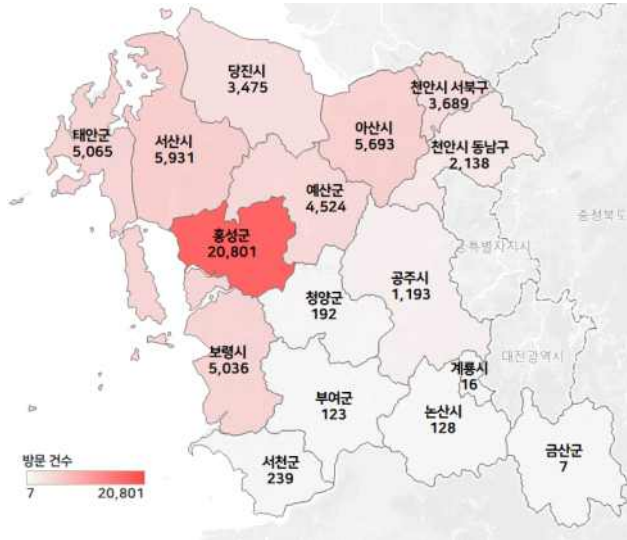 당진시
3,475
천안시 서북구
3,689
태안군
5,065
서산시
5,931
아산시
5,693
천안시 동남구
2,138
예산군
4,524
충청북도
홍성군
20,801
특별자치시
공주시
1,193
청양군
192
보령시
5,036
대전광역시
계룡시
16
부여군
123
논산시
128
서천군
239
금산군
7
방문 건수
7
20,801